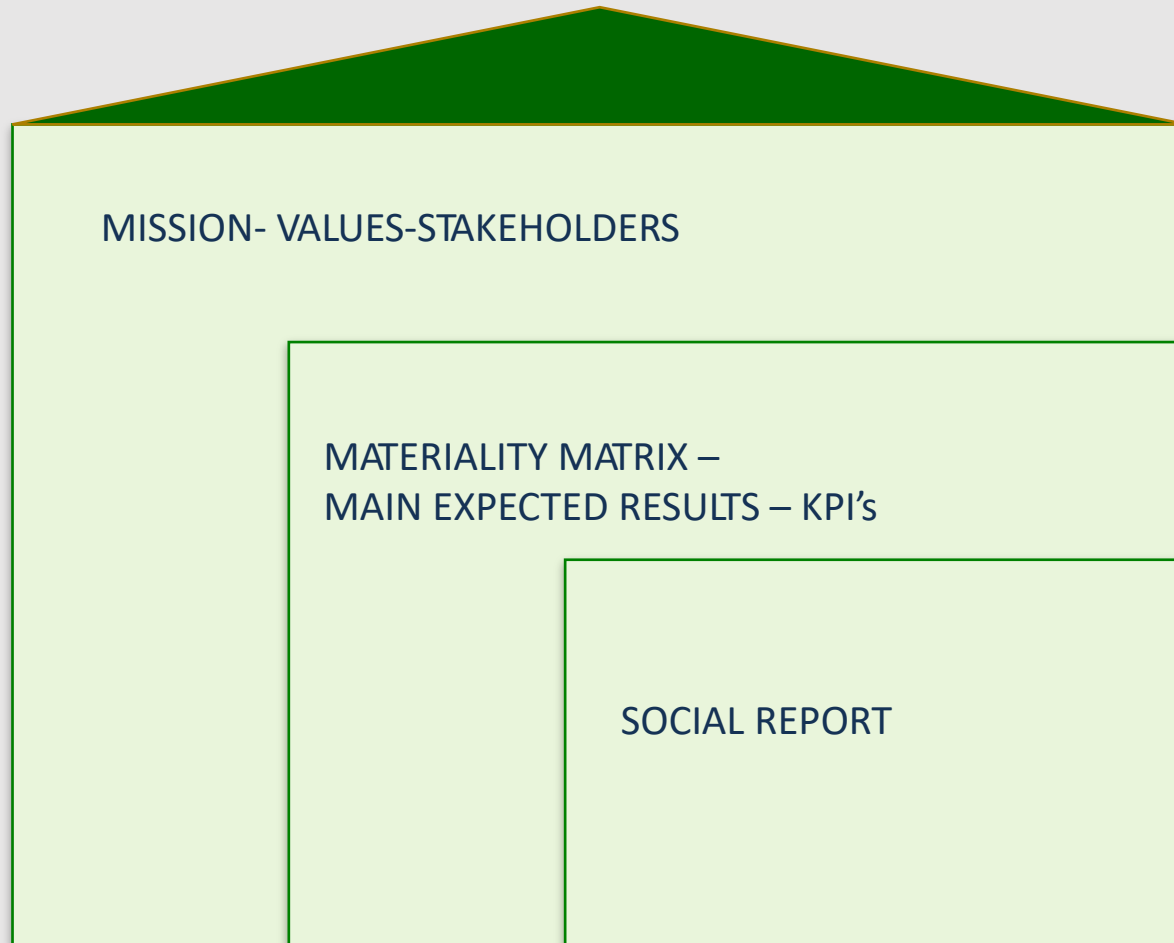 MISSION- VALUES-STAKEHOLDERS
MATERIALITY MATRIX –
MAIN EXPECTED RESULTS – KPI’s
SOCIAL REPORT